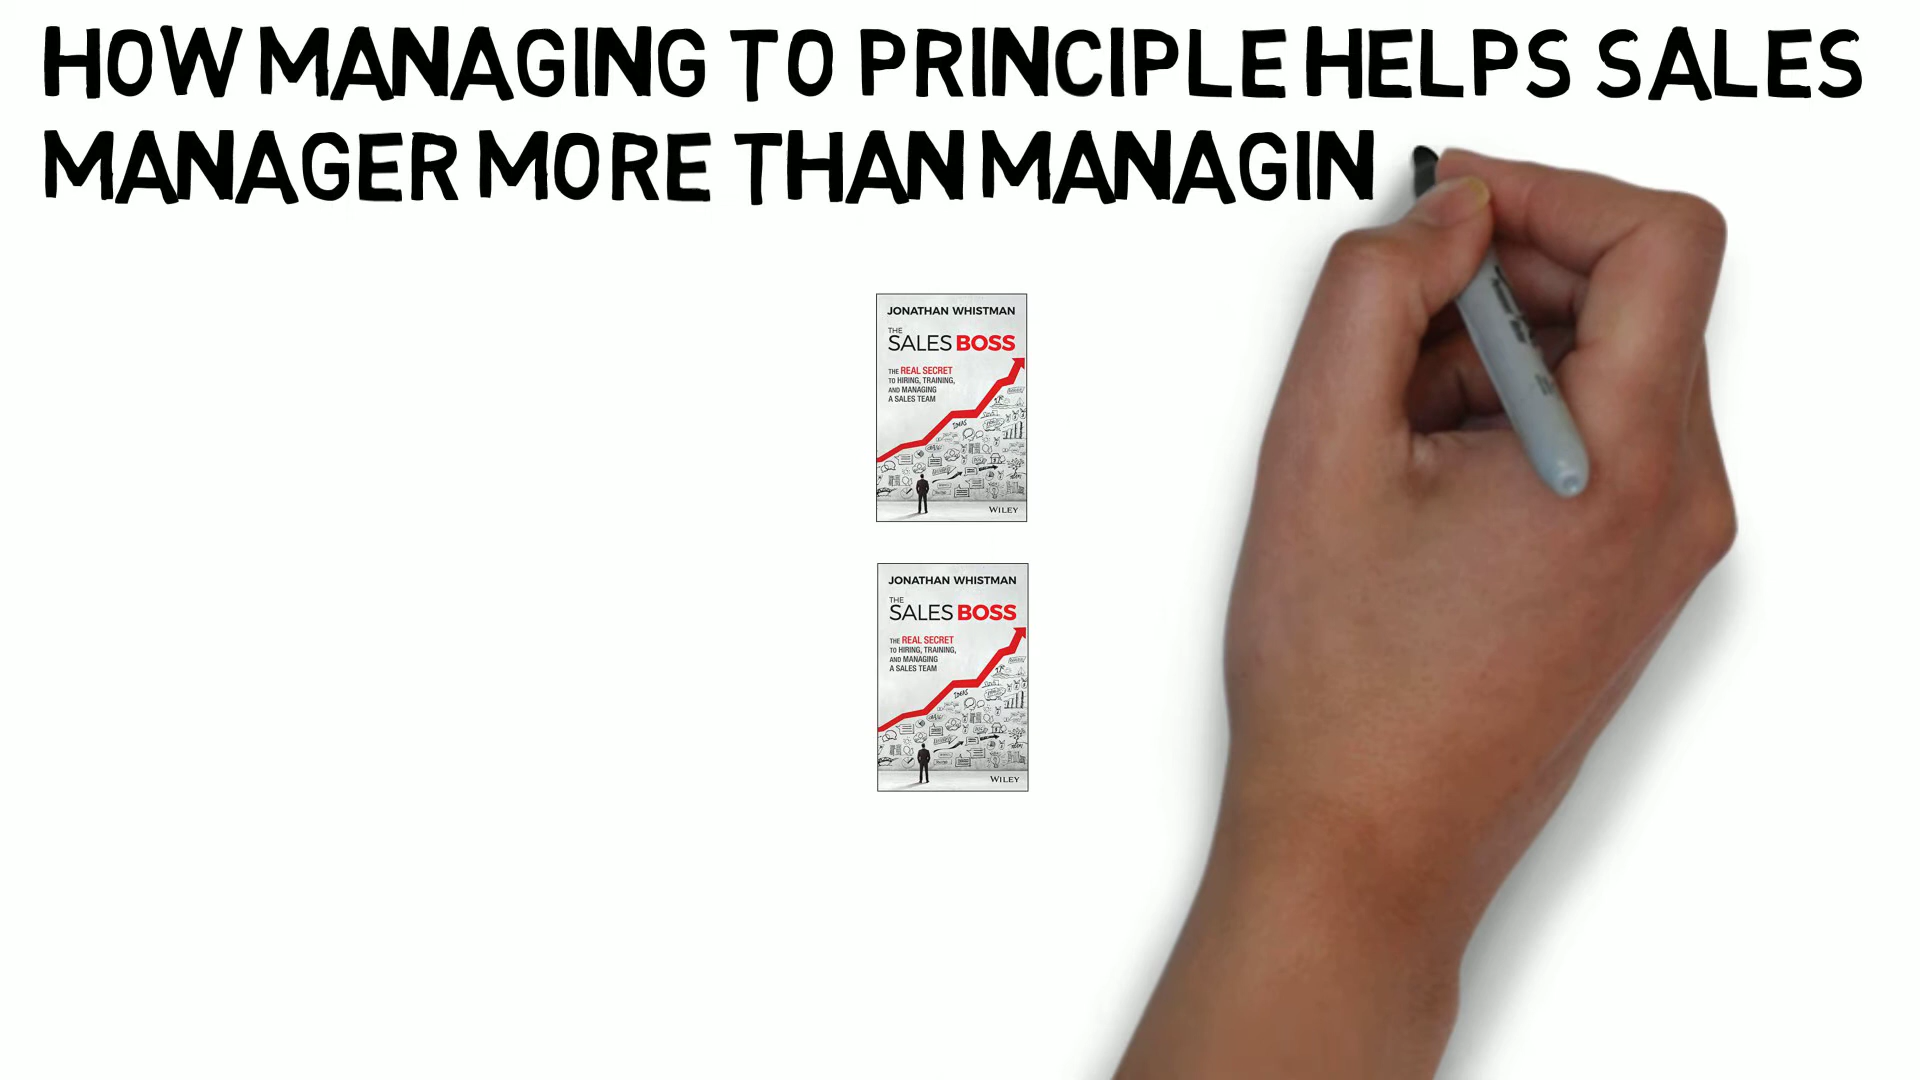 HOW MANAGING TO PRINCIPLE HELPS SALES
MANAGER MORE THAN MANAGIN
JONATHAN WHISTMAN
THE
SALES BOSS
THE REAL SECRET
TO HIRING, TRAINING,
AND MANAGING
A SALES TEAM
IDEAS
WILEY
JONATHAN WHISTMAN
THE
SALES BOSS
THE REAL SECRET
TO HIRING, TRAINING,
AND MANAGING
A SALES TEAM
IDEAS
WILEY